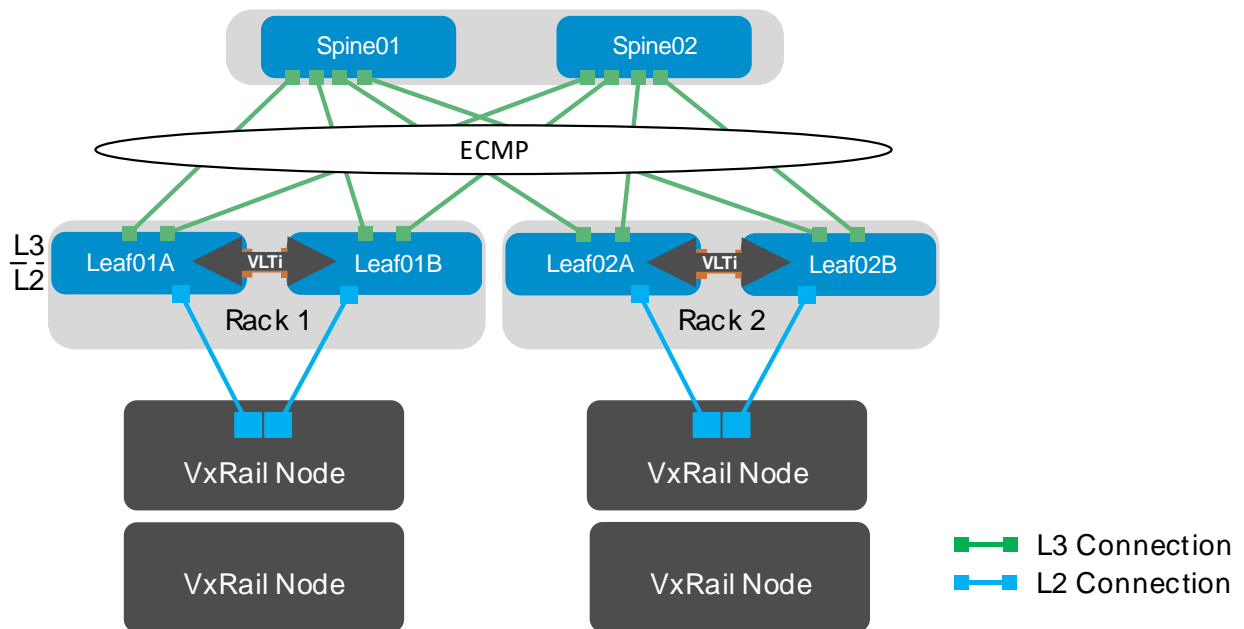 Spine01
Spine02
ECMP
L3
L2
Leaf01A
VLTi
Leaf01B
Leaf02A
VLTi
Leaf02B
Rack 1
Rack 2
VxRail Node
VxRail Node
VxRail Node
VxRail Node
L3 Connection
L2 Connection